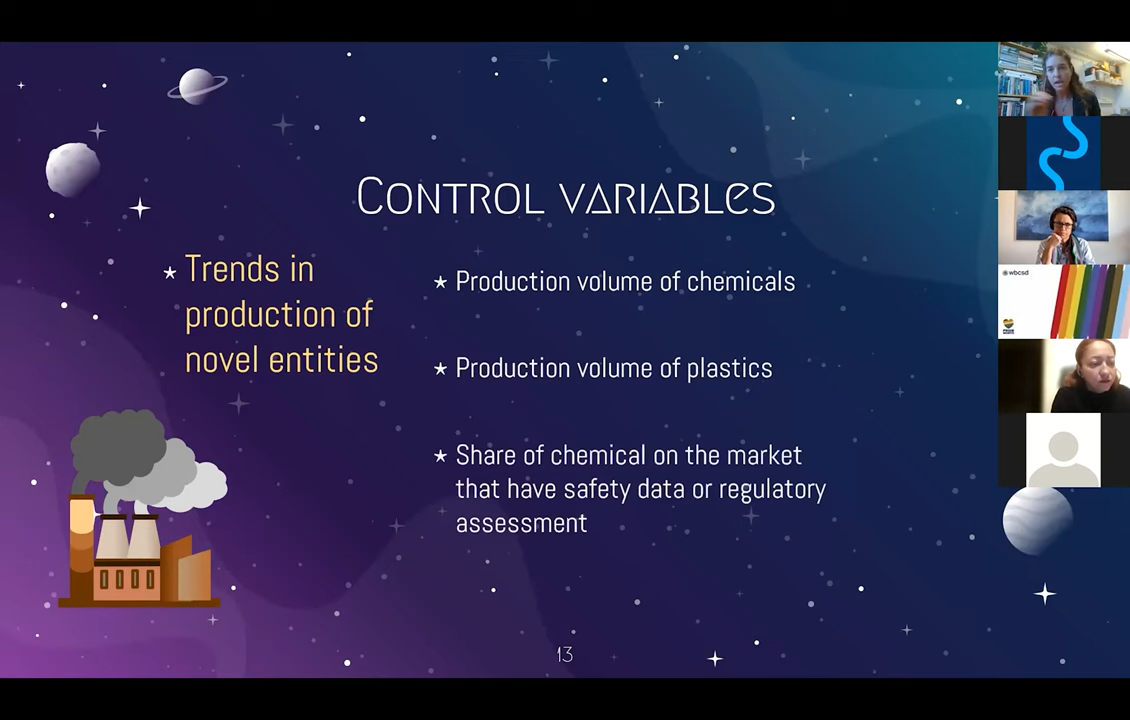 CONTROL VARIABLES
Trends in
production of
novel entities
Production volume of chemicals
Production volume of plastics
Share of chemical on the market
that have safety data or regulatory
assessment
13
wbcsd